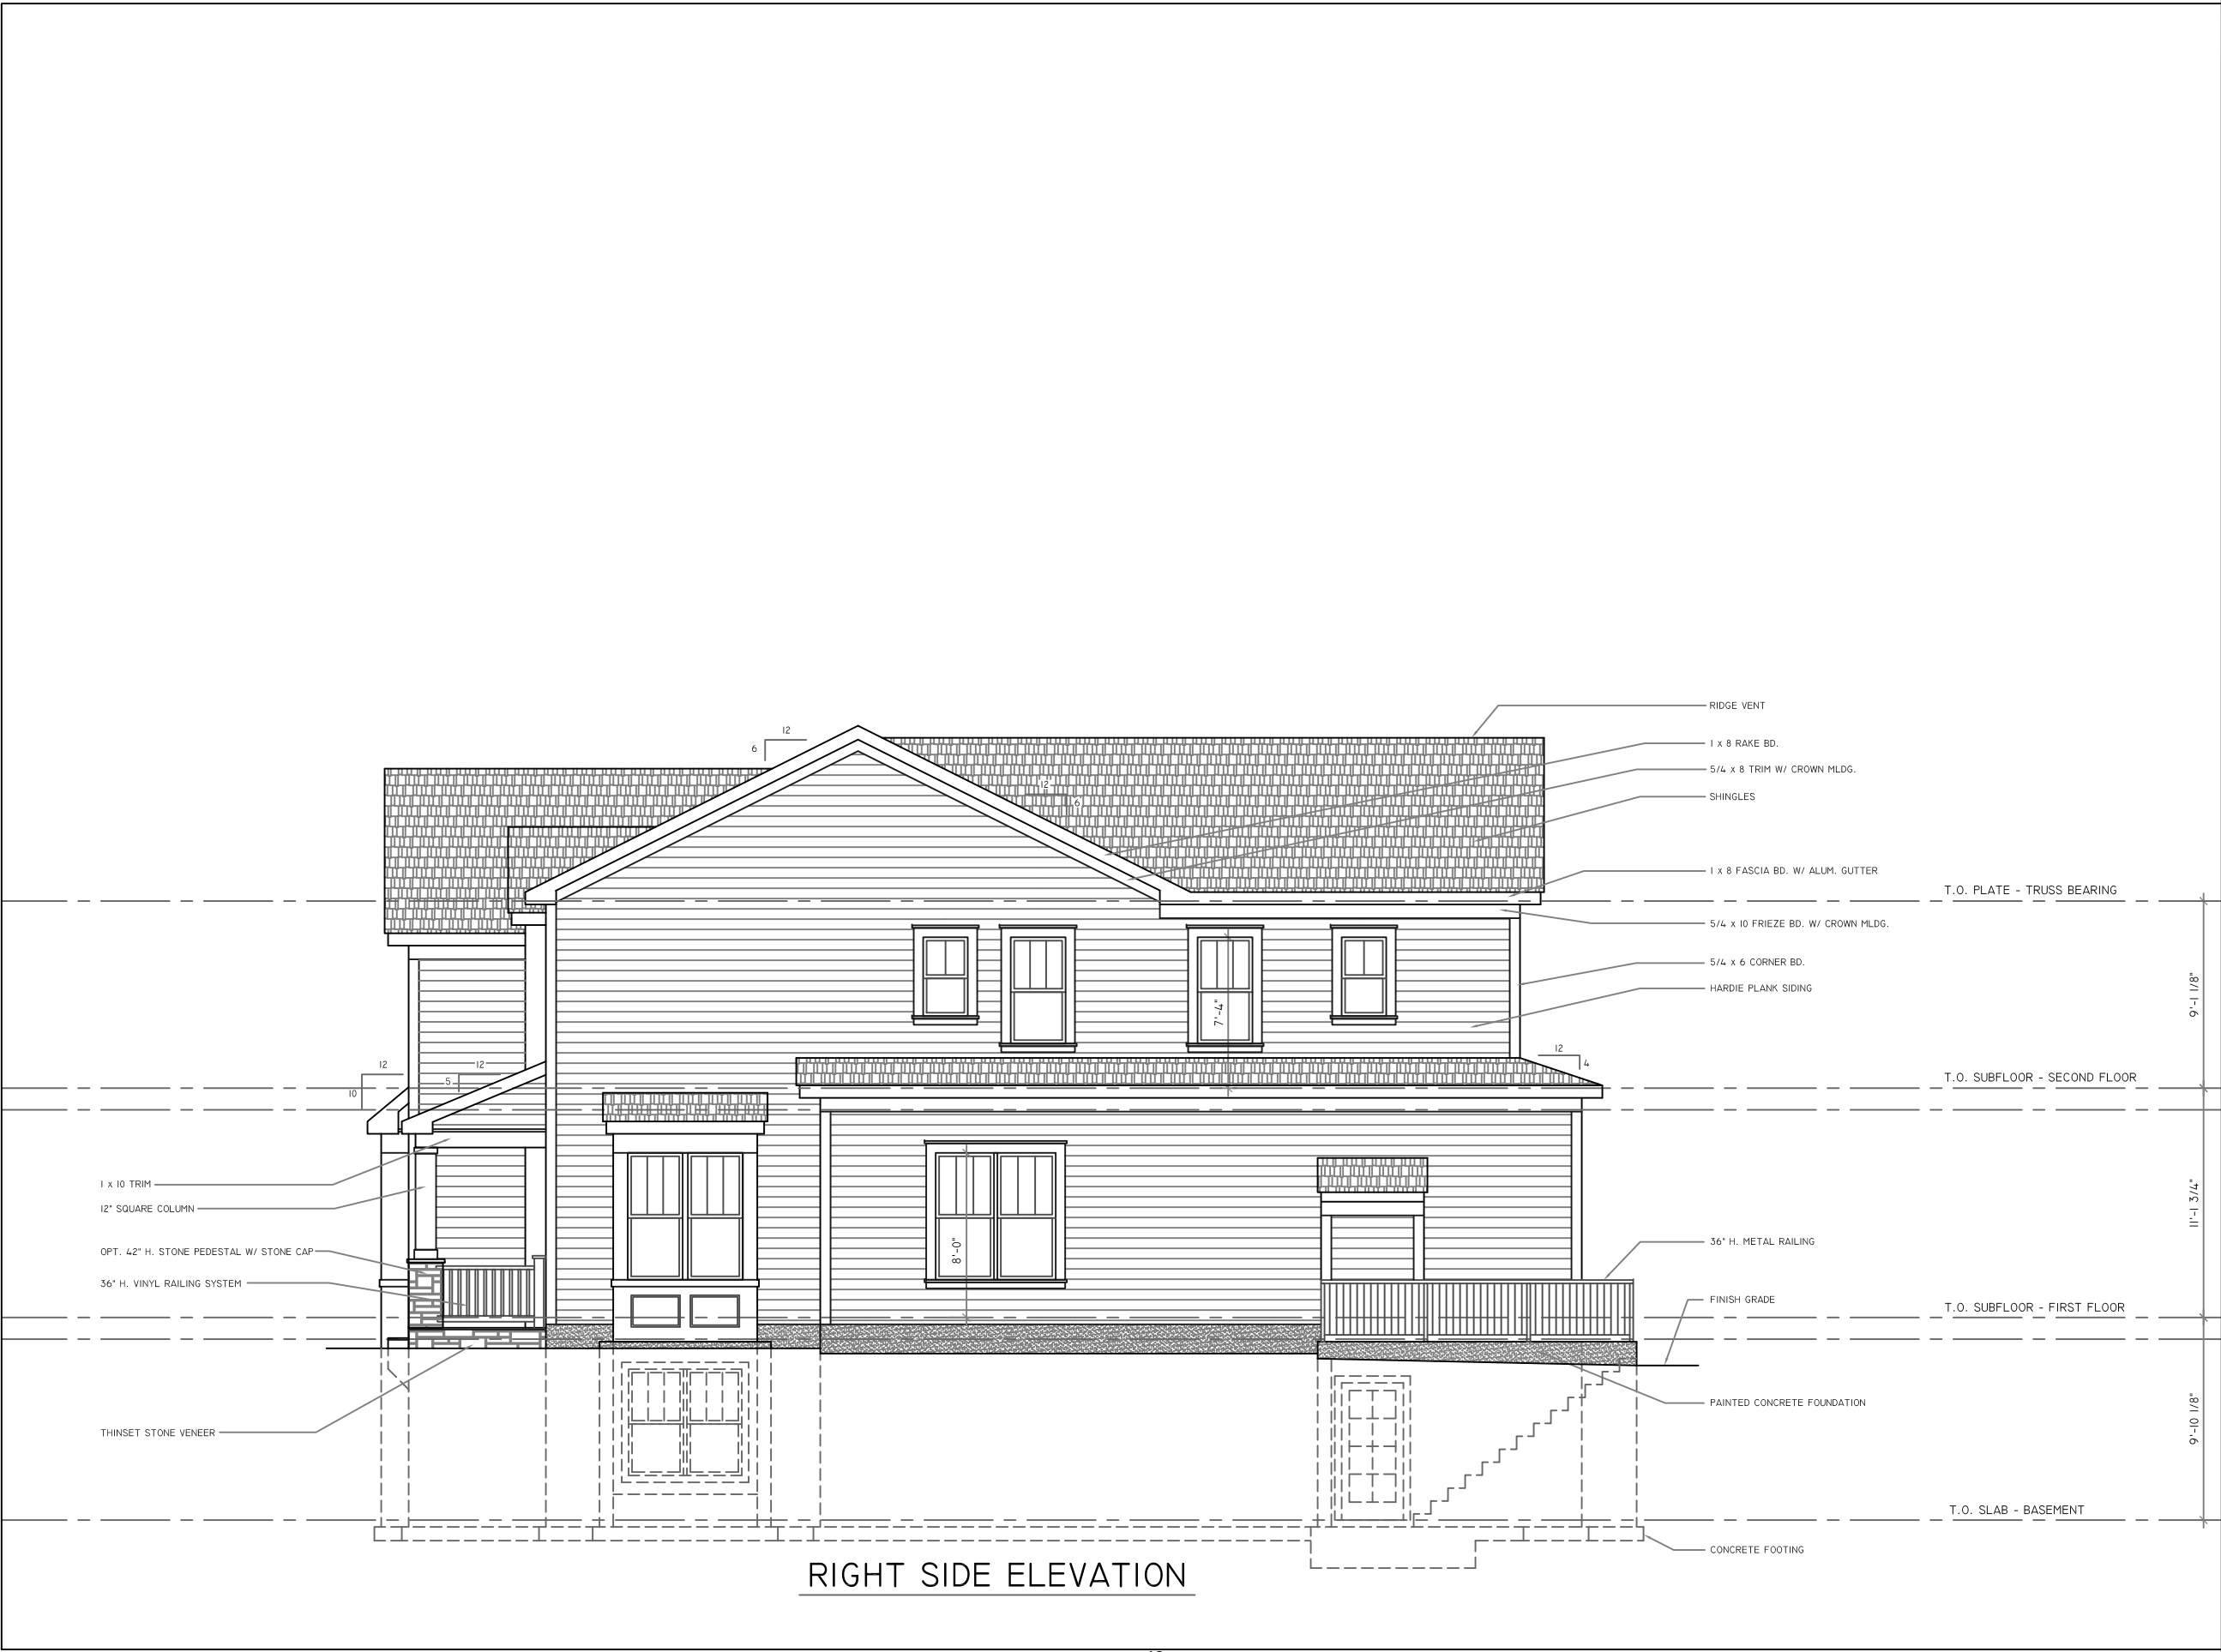 RIDGE VENT
12
6
1 x 8 RAKE BD.
5/4 x 8 TRIM W/ CROWN MLDG.
12
6
SHINGLES
1 x 8 FASCIA BD. W/ ALUM. GUTTER
T.O. PLATE - TRUSS BEARING
5/4 x 10 FRIEZE BD. W/ CROWN MLDG.
5/4 x 6 CORNER BD.
HARDIE PLANK SIDING
9'-1 1/8"
7'-4"
12
10
12
5
12
4
T.O. SUBFLOOR - SECOND FLOOR
1 x 10 TRIM
12" SQUARE COLUMN
11'-1 3/4"
OPT. 42" H. STONE PEDESTAL W/ STONE CAP
8'-0"
36" H. METAL RAILING
36" H. VINYL RAILING SYSTEM
FINISH GRADE
T.O. SUBFLOOR - FIRST FLOOR
PAINTED CONCRETE FOUNDATION
9'-10 1/8"
THINSET STONE VENEER
T.O. SLAB - BASEMENT
CONCRETE FOOTING
RIGHT SIDE ELEVATION